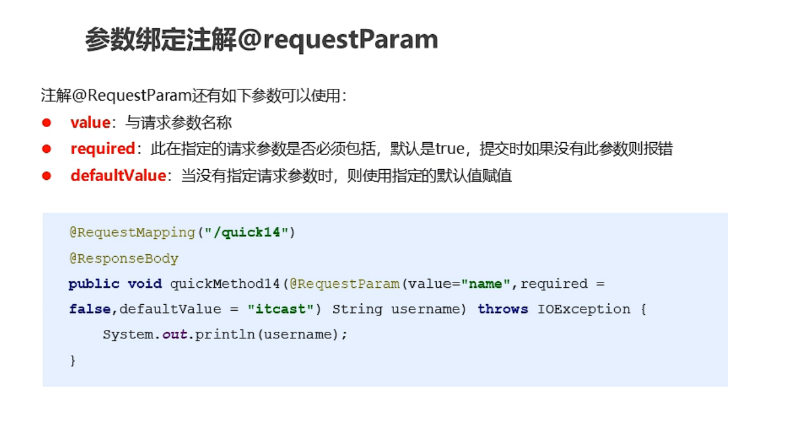 参数绑定注解@requestParam
注解@RequestParam还有如下参数可以使用：
value：与请求参数名称
required：此在指定的请求参数是否必须包括，默认是true，提交时如果没有此参数则报错
defaultValue：当没有指定请求参数时，则使用指定的默认值赋值
@RequestMapping("/quick14")
@ResponseBody
public void quickMethod14(@RequestParam(value="name",required =
false,defaultValue = "itcast") String username) throws IOException {
System.out.println(username);
}